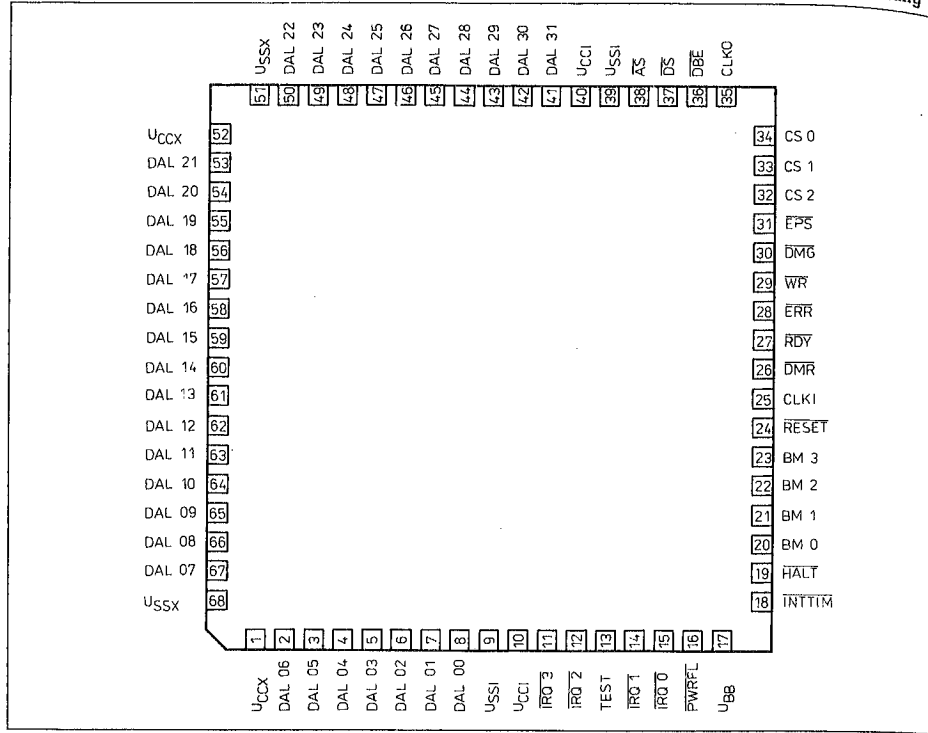 USSX
DAL 22
DAL 23
DAL 24
DAL 25
DAL 26
DAL 27
DAL 28
DAL 29
DAL 30
DAL 31
UCCI
USSI
AS
DS
DBE
CLKO
51 50 49 48 47 46 45 44 43 42 41 40 39 38 37 36 35
UCCX 52
DAL 21 53
DAL 20 54
DAL 19 55
DAL 18 56
DAL 17 57
DAL 16 58
DAL 15 59
DAL 14 60
DAL 13 61
DAL 12 62
DAL 11 63
DAL 10 64
DAL 09 65
DAL 08 66
DAL 07 67
USSX 68
34 CS 0
33 CS 1
32 CS 2
31 EPS
30 DMG
29 WR
28 ERR
27 RDY
26 DMR
25 CLKI
24 RESET
23 BM 3
22 BM 2
21 BM 1
20 BM 0
19 HALT
18 INTTIM
1 2 3 4 5 6 7 8 9 10 11 12 13 14 15 16 17
UCCX
DAL 06
DAL 05
DAL 04
DAL 03
DAL 02
DAL 01
DAL 00
USSI
UCCI
IRQ 3
IRQ 2
TEST
IRQ 1
IRQ 0
PWRFL
UBB